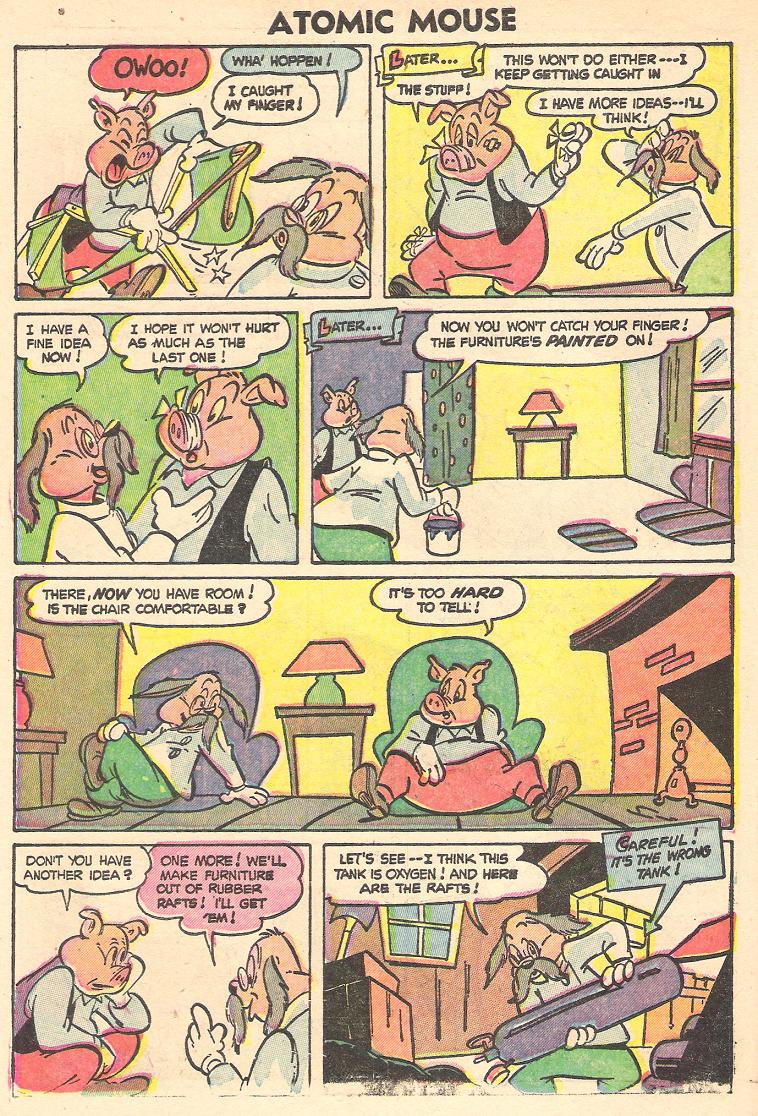 ATOMIC MOUSE
OWOO!
WHA' HOPPEN!
I CAUGHT
MY FINGER!
LATER...
THIS WON'T DO EITHER---I
KEEP GETTING CAUGHT IN
THE STUFF!
I HAVE MORE IDEAS--I'LL
THINK!
I HAVE A
FINE IDEA
NOW!
I HOPE IT WON'T HURT
AS MUCH AS THE
LAST ONE!
LATER...
NOW YOU WON'T CATCH YOUR FINGER!
THE FURNITURE'S PAINTED ON!
THERE, NOW YOU HAVE ROOM!
IS THE CHAIR COMFORTABLE?
IT'S TOO HARD
TO TELL!
DON'T YOU HAVE
ANOTHER IDEA?
ONE MORE! WE'LL
MAKE FURNITURE
OUT OF RUBBER
RAFTS! I'LL GET
'EM!
LET'S SEE--I THINK THIS
TANK IS OXYGEN! AND HERE
ARE THE RAFTS!
CAREFUL!
IT'S THE WRONG
TANK!